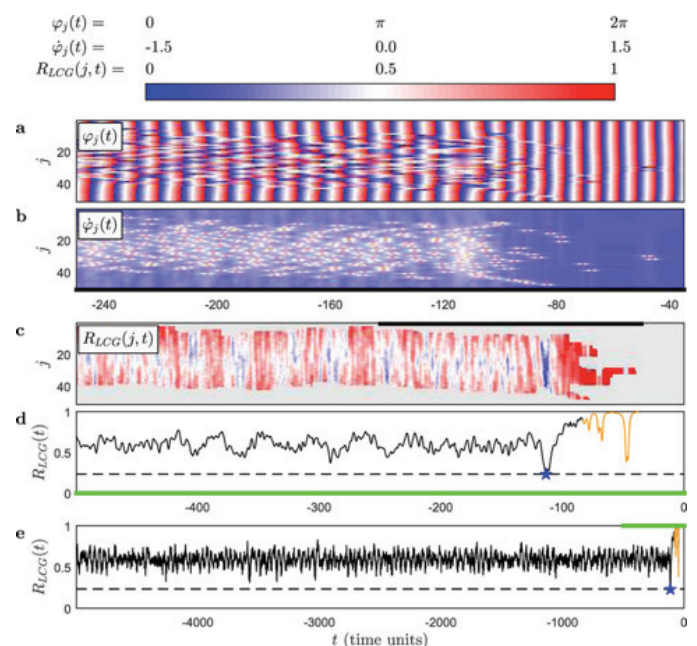 φ_j(t) = 0 π 2π
φ̇_j(t) = -1.5 0.0 1.5
R_LCG(j, t) = 0 0.5 1
a
φ_j(t)
j
20
40
b
φ̇_j(t)
j
20
40
-240 -200 -160 -120 -80 -40
c
R_LCG(j, t)
j
20
40
d
R_LCG(t)
1
0.5
0
-400 -300 -200 -100 0
e
R_LCG(t)
1
0.5
0
-4000 -3000 -2000 -1000 0
t (time units)